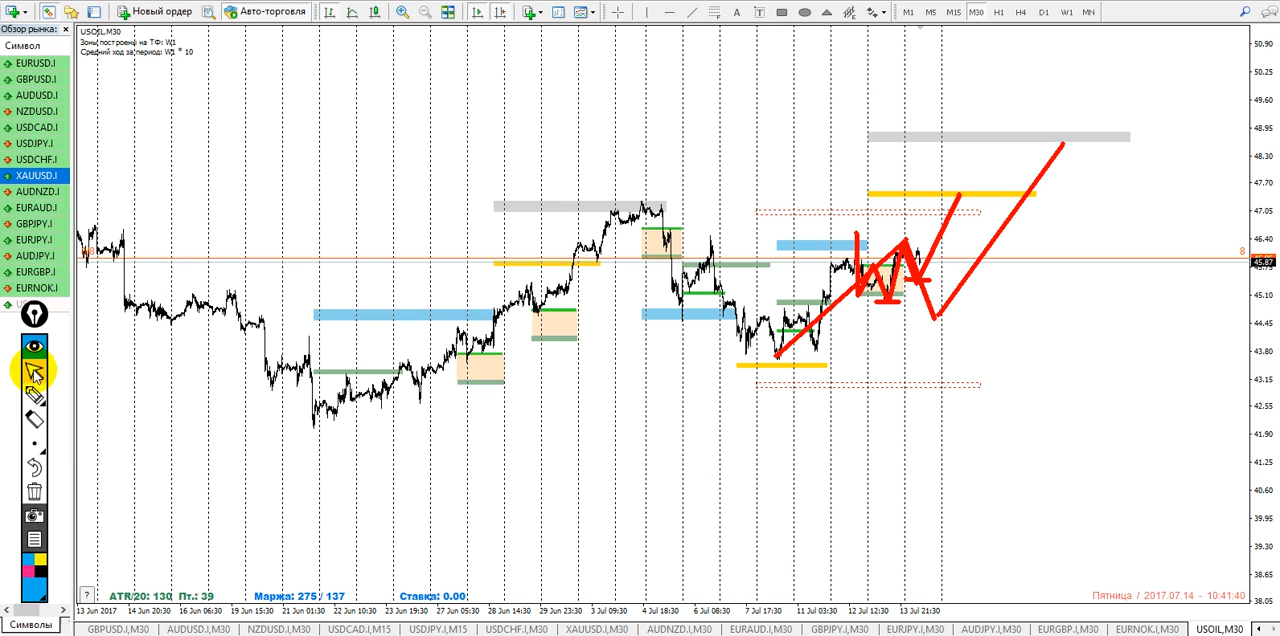 Новый ордер
Авто-торговля
A
T
M1 M5 M15 M30 H1 H4 D1 W1 MN
Обзор рынка: ×
Символ
EURUSD.I
GBPUSD.I
AUDUSD.I
NZDUSD.I
USDCAD.I
USDJPY.I
USDCHF.I
XAUUSD.I
AUDNZD.I
EURAUD.I
GBPJPY.I
EURJPY.I
AUDJPY.I
EURGBP.I
EURNOK.I
Символы
USOIL,M30
Зоны построены на ТФ: W1
Средний ход за период: W1 * 10
50.90
50.25
49.60
48.95
48.30
47.70
47.05
46.40
8
45.87
45.75
45.10
44.45
43.80
43.15
42.55
41.90
41.25
40.60
39.95
39.30
38.65
38.05
?
ATR/20: 130 Пт.: 39
Маржа: 275 / 137
Ставка: 0.00
Пятница / 2017.07.14 - 10:41:40
13 Jun 2017 14 Jun 20:30 16 Jun 06:30 19 Jun 15:30 21 Jun 01:30 22 Jun 10:30 23 Jun 19:30 27 Jun 05:30 28 Jun 14:30 29 Jun 23:30 3 Jul 09:30 4 Jul 18:30 6 Jul 08:30 7 Jul 17:30 11 Jul 03:30 12 Jul 12:30 13 Jul 21:30
GBPUSD.I,M30 AUDUSD.I,M30 NZDUSD.I,M30 USDCAD.I,M15 USDJPY.I,M15 USDCHF.I,M30 XAUUSD.I,M30 AUDNZD.I,M30 EURAUD.I,M30 GBPJPY.I,M30 EURJPY.I,M30 AUDJPY.I,M30 EURGBP.I,M30 EURNOK.I,M30 USOIL,M30